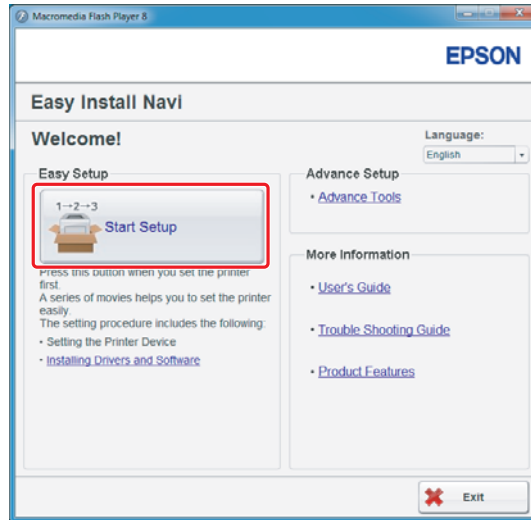 Macromedia Flash Player 8
EPSON
Easy Install Navi
Welcome!
Language:
English
Easy Setup
1→2→3
Start Setup
Press this button when you set the printer
first.
A series of movies helps you to set the printer
easily.
The setting procedure includes the following:
• Setting the Printer Device
• Installing Drivers and Software
Advance Setup
• Advance Tools
More Information
• User's Guide
• Trouble Shooting Guide
• Product Features
Exit